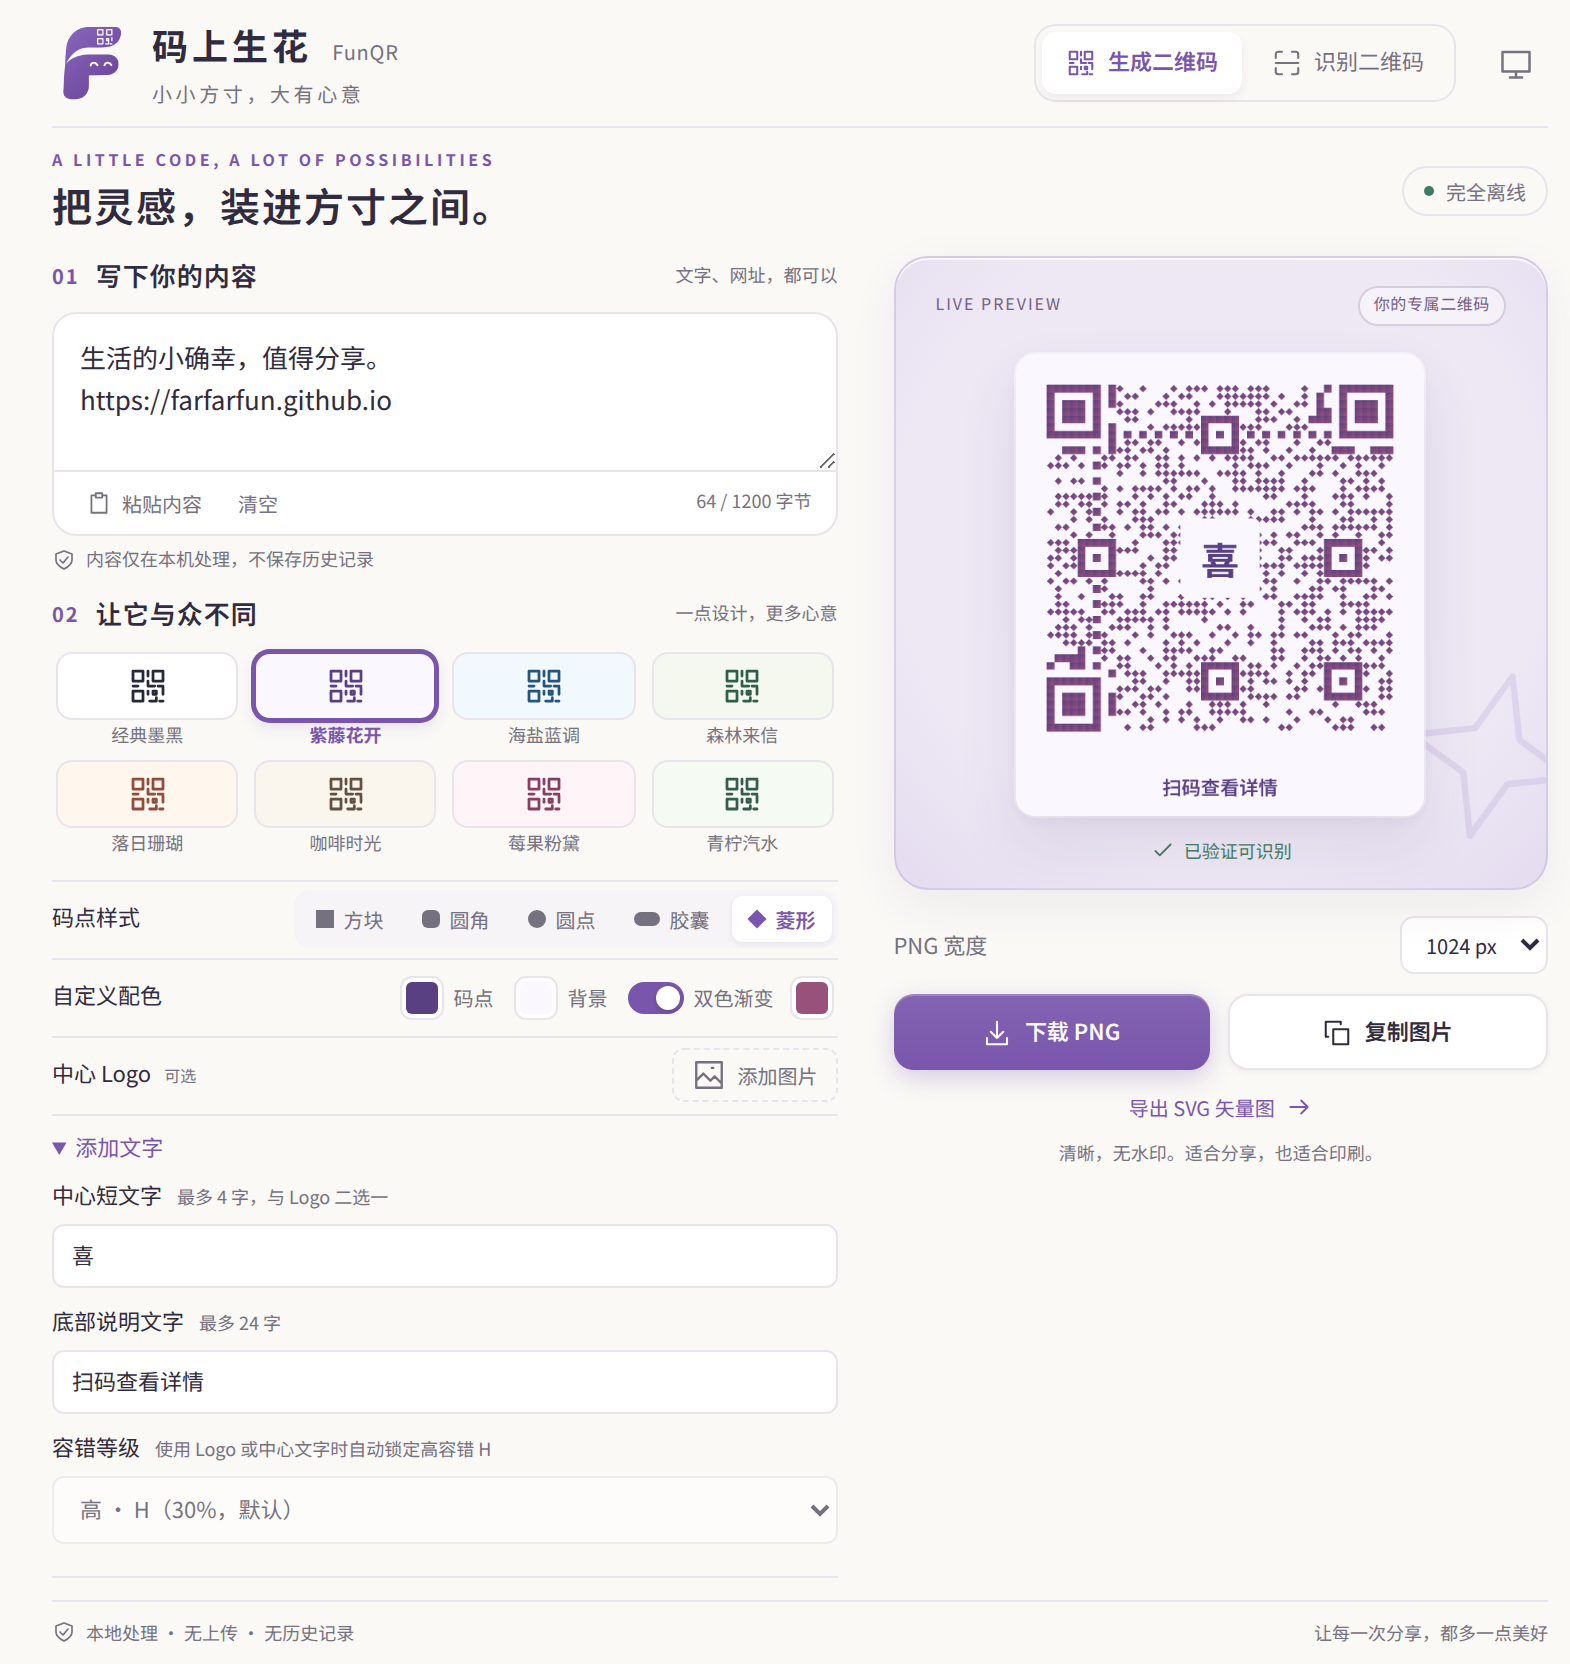 码上生花 FunQR
小小方寸，大有心意
生成二维码
识别二维码
A LITTLE CODE, A LOT OF POSSIBILITIES
把灵感，装进方寸之间。
完全离线
01 写下你的内容
文字、网址，都可以
生活的小确幸，值得分享。
https://farfarfun.github.io
粘贴内容
清空
64 / 1200 字节
内容仅在本机处理，不保存历史记录
02 让它与众不同
一点设计，更多心意
经典墨黑
紫藤花开
海盐蓝调
森林来信
落日珊瑚
咖啡时光
莓果粉黛
青柠汽水
码点样式
方块
圆角
圆点
胶囊
菱形
自定义配色
码点
背景
双色渐变
中心 Logo 可选
添加图片
添加文字
中心短文字 最多 4 字，与 Logo 二选一
喜
底部说明文字 最多 24 字
扫码查看详情
容错等级 使用 Logo 或中心文字时自动锁定高容错 H
高 · H（30%，默认）
LIVE PREVIEW
你的专属二维码
喜
扫码查看详情
已验证可识别
PNG 宽度
1024 px
下载 PNG
复制图片
导出 SVG 矢量图
清晰，无水印。适合分享，也适合印刷。
本地处理 · 无上传 · 无历史记录
让每一次分享，都多一点美好